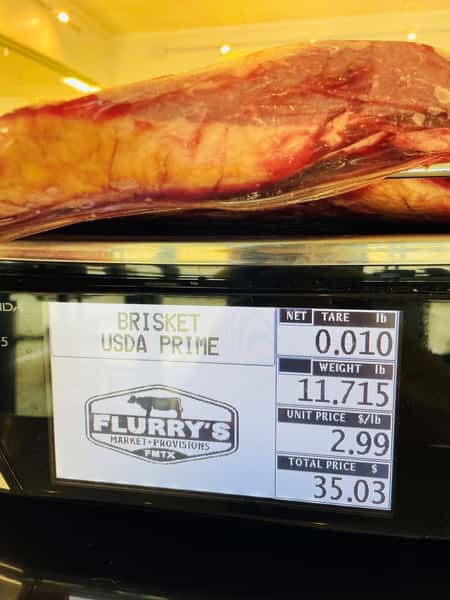 BRISKET
USDA PRIME
FLURRY'S
MARKET+PROVISIONS
FMTX
NET TARE lb
0.010
WEIGHT lb
11.715
UNIT PRICE $/lb
2.99
TOTAL PRICE $
35.03
5